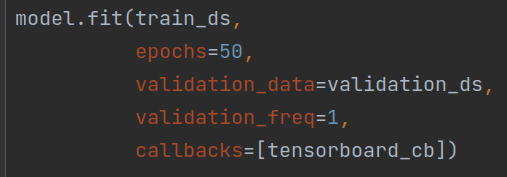 model.fit(train_ds,
          epochs=50,
          validation_data=validation_ds,
          validation_freq=1,
          callbacks=[tensorboard_cb])